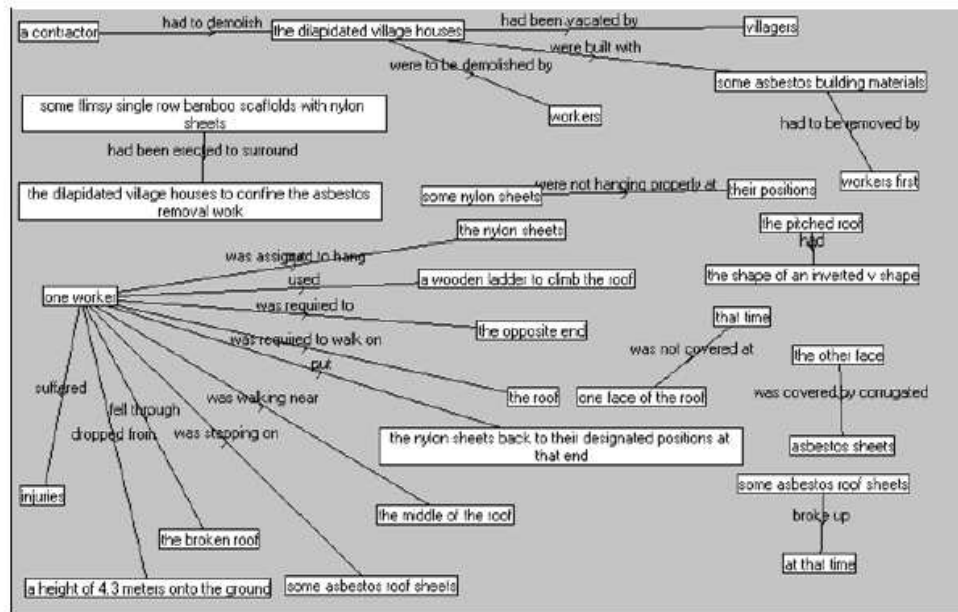 a contractor
had to demolish
the dilapidated village houses
had been vacated by
villagers
were built with
were to be demolished by
some asbestos building materials
workers
had to be removed by
workers first
some flimsy single row bamboo scaffolds with nylon
sheets
had been erected to surround
the dilapidated village houses to confine the asbestos
removal work
some nylon sheets
were not hanging properly at
their positions
the pitched roof
had
the shape of an inverted v shape
the nylon sheets
was assigned to hang
used
a wooden ladder to climb the roof
one worker
was required to
the opposite end
was required to walk on
the roof
put
the nylon sheets back to their designated positions at
that end
was walking near
the middle of the roof
was stepping on
some asbestos roof sheets
fell through
the broken roof
dropped from
a height of 4.3 meters onto the ground
suffered
injuries
that time
was not covered at
one face of the roof
the other face
was covered by corrugated
asbestos sheets
some asbestos roof sheets
broke up
at that time